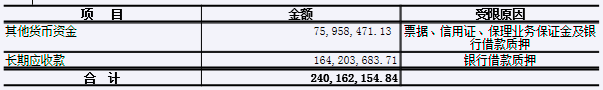 项 目 金额 受限原因
其他货币资金 75,958,471.13 票据、信用证、保理业务保证金及银
行借款质押
长期应收款 164,203,683.71 银行借款质押
合 计 240,162,154.84